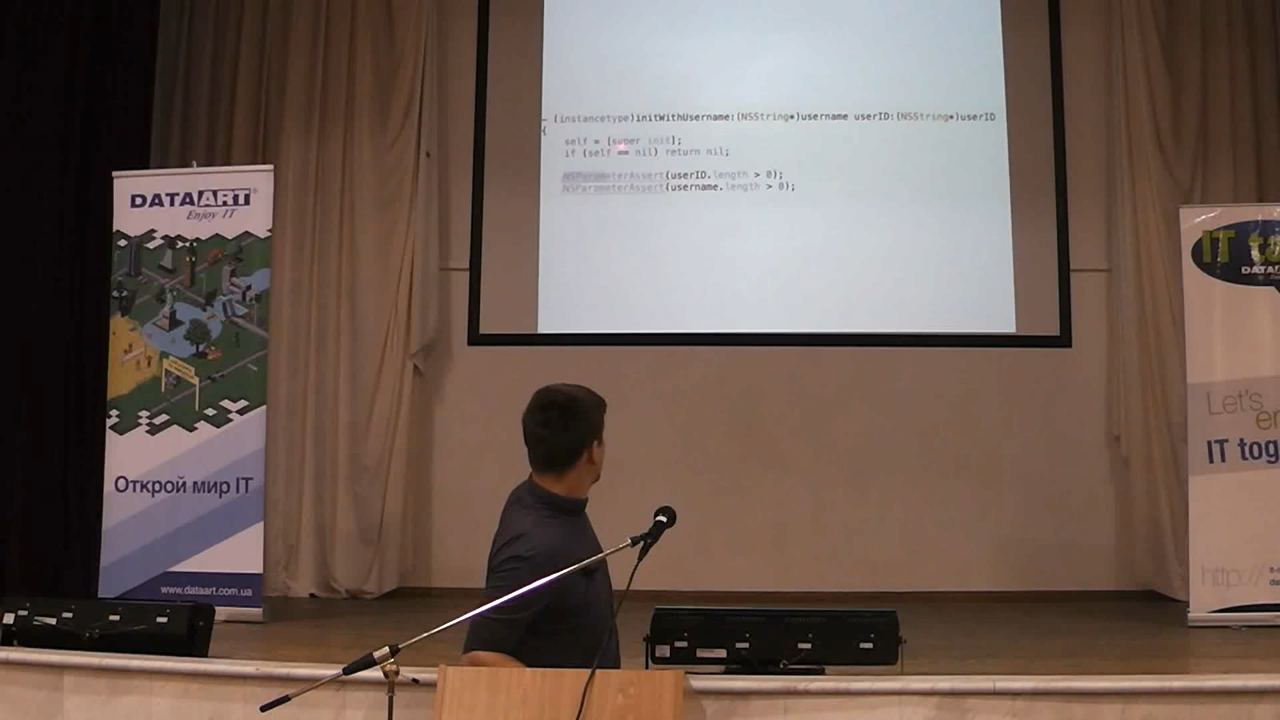 - (instancetype)initWithUsername:(NSString*)username userID:(NSString*)userID
{
self = [super init];
if (self == nil) return nil;
NSParameterAssert(userID.length > 0);
NSParameterAssert(username.length > 0);
DATAART®
Enjoy IT
Открой мир IT
www.dataart.com.ua
IT
DATA
Let's
IT tog
http://